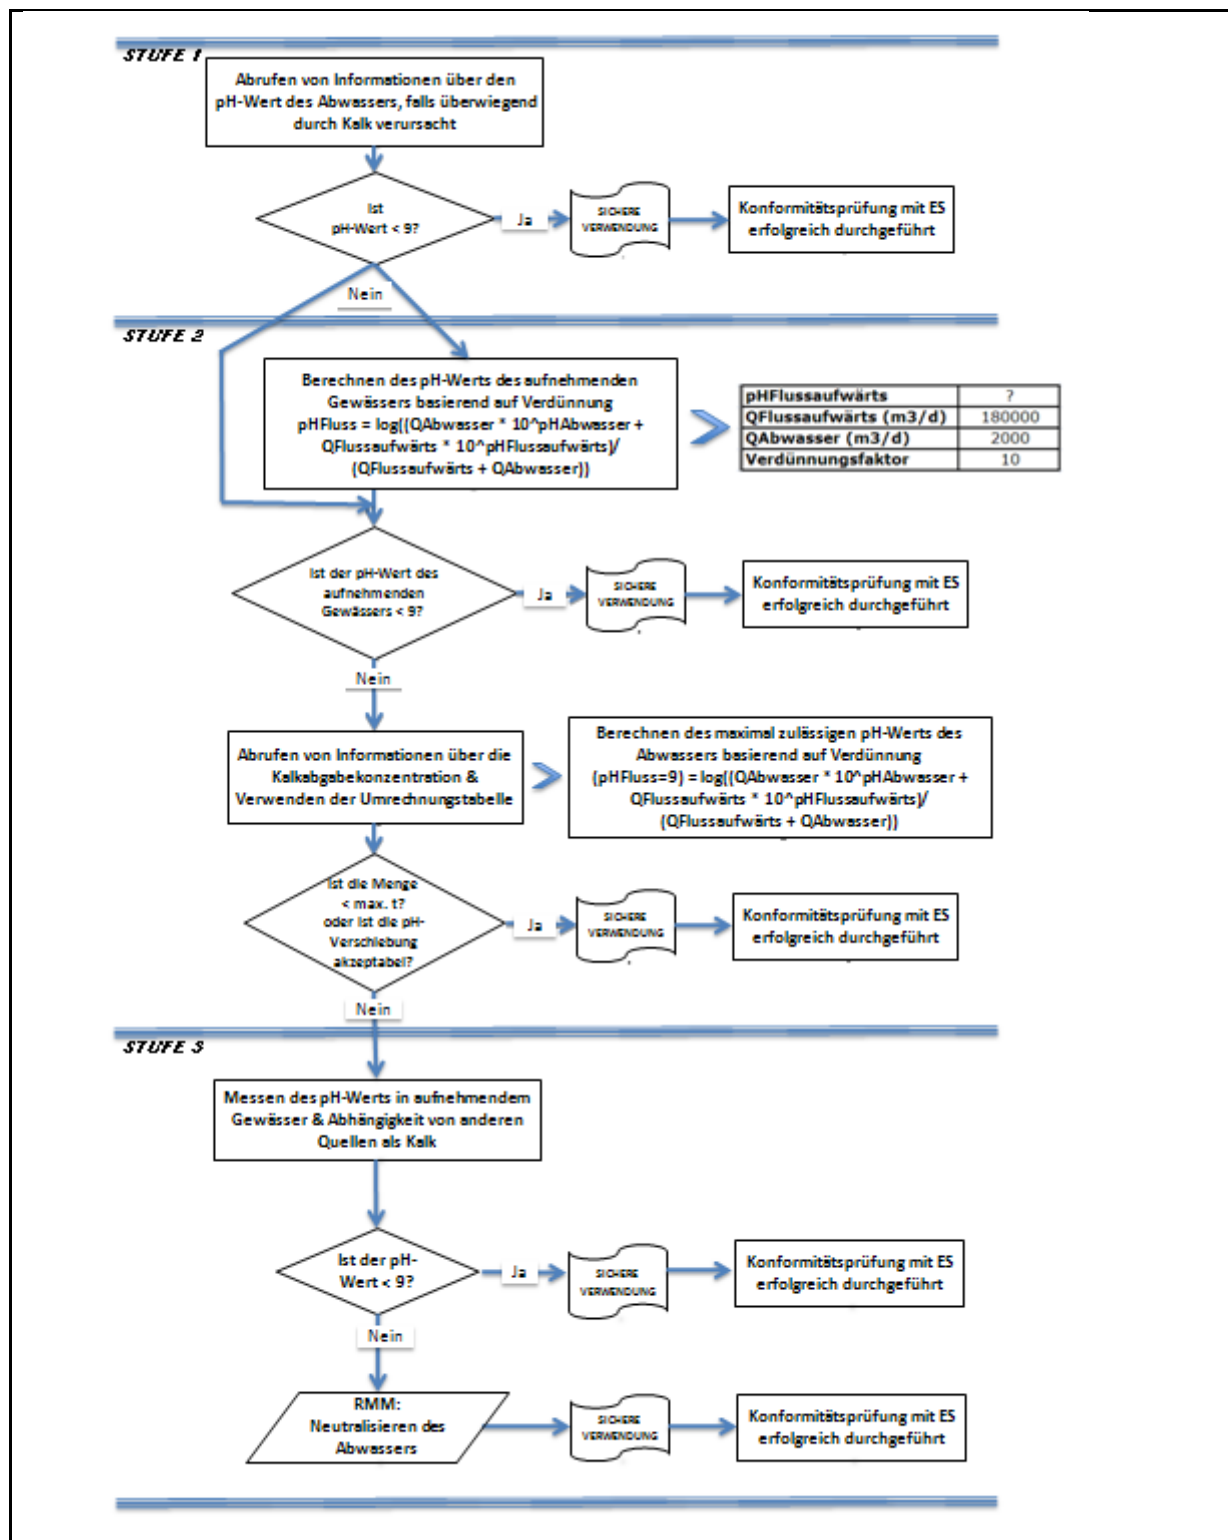 STUFE 1
Abrufen von Informationen über den
pH-Wert des Abwassers, falls überwiegend
durch Kalk verursacht
Ist
pH-Wert < 9?
Ja
SICHERE
VERWENDUNG
Konformitätsprüfung mit ES
erfolgreich durchgeführt
Nein
STUFE 2
Berechnen des pH-Werts des aufnehmenden
Gewässers basierend auf Verdünnung
pHFluss = log((QAbwasser * 10^pHAbwasser +
QFlussaufwärts * 10^pHFlussaufwärts)/
(QFlussaufwärts + QAbwasser))
pHFlussaufwärts ?
QFlussaufwärts (m3/d) 180000
QAbwasser (m3/d) 2000
Verdünnungsfaktor 10
Ist der pH-Wert des
aufnehmenden
Gewässers < 9?
Ja
SICHERE
VERWENDUNG
Konformitätsprüfung mit ES
erfolgreich durchgeführt
Nein
Abrufen von Informationen über die
Kalkabgabekonzentration &
Verwenden der Umrechnungstabelle
Berechnen des maximal zulässigen pH-Werts des
Abwassers basierend auf Verdünnung
(pHFluss=9) = log((QAbwasser * 10^pHAbwasser +
QFlussaufwärts * 10^pHFlussaufwärts)/
(QFlussaufwärts + QAbwasser))
Ist die Menge
< max. t?
oder ist die pH-
Verschiebung
akzeptabel?
Ja
SICHERE
VERWENDUNG
Konformitätsprüfung mit ES
erfolgreich durchgeführt
Nein
STUFE 3
Messen des pH-Werts in aufnehmendem
Gewässer & Abhängigkeit von anderen
Quellen als Kalk
Ist der pH-
Wert < 9?
Ja
SICHERE
VERWENDUNG
Konformitätsprüfung mit ES
erfolgreich durchgeführt
Nein
RMM:
Neutralisieren des
Abwassers
SICHERE
VERWENDUNG
Konformitätsprüfung mit ES
erfolgreich durchgeführt